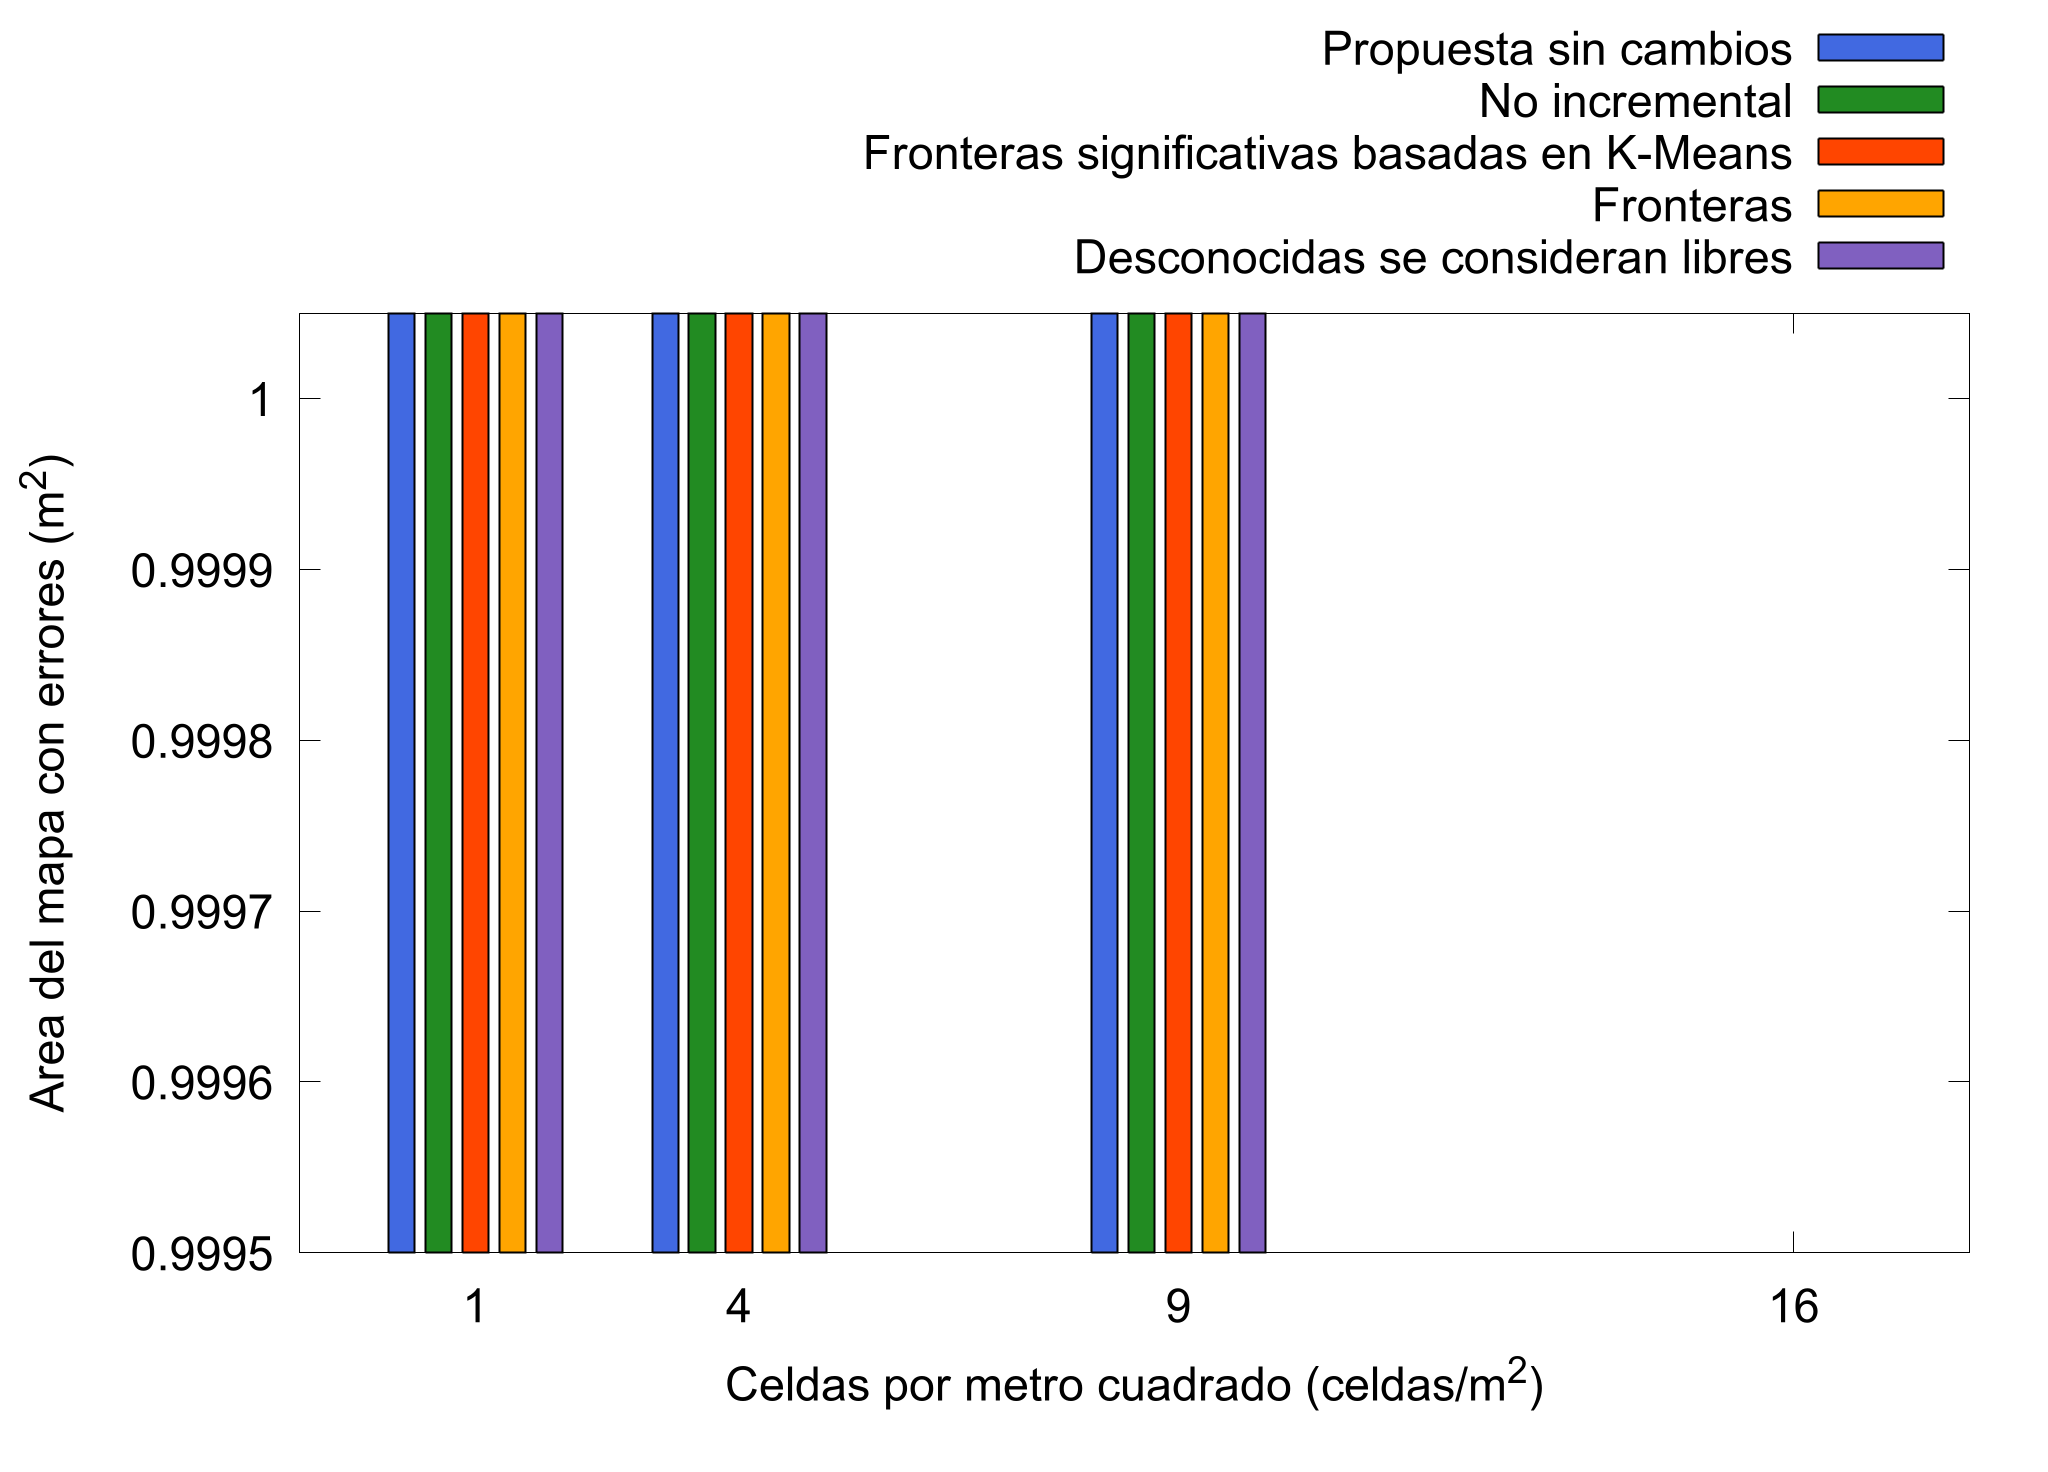 Propuesta sin cambios
No incremental
Fronteras significativas basadas en K-Means
Fronteras
Desconocidas se consideran libres
1
0.9999
0.9998
0.9997
0.9996
0.9995
Area del mapa con errores (m²)
1 4 9 16
Celdas por metro cuadrado (celdas/m²)